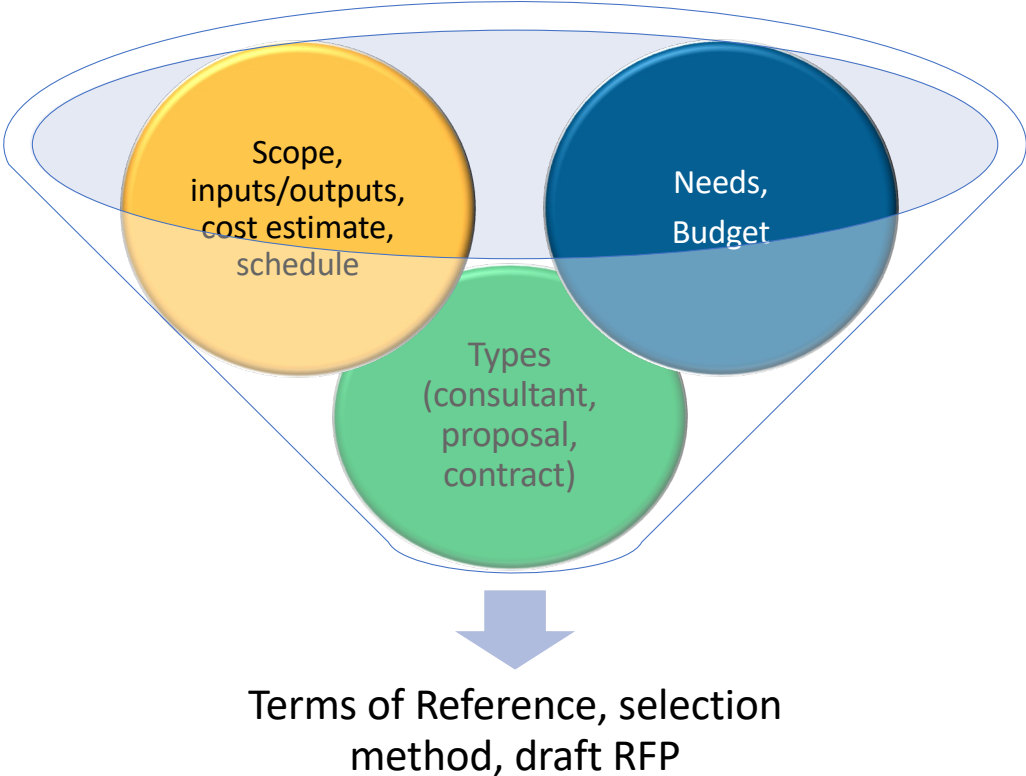 Scope,
inputs/outputs,
cost estimate,
schedule
Needs,
Budget
Types
(consultant,
proposal,
contract)
Terms of Reference, selection
method, draft RFP